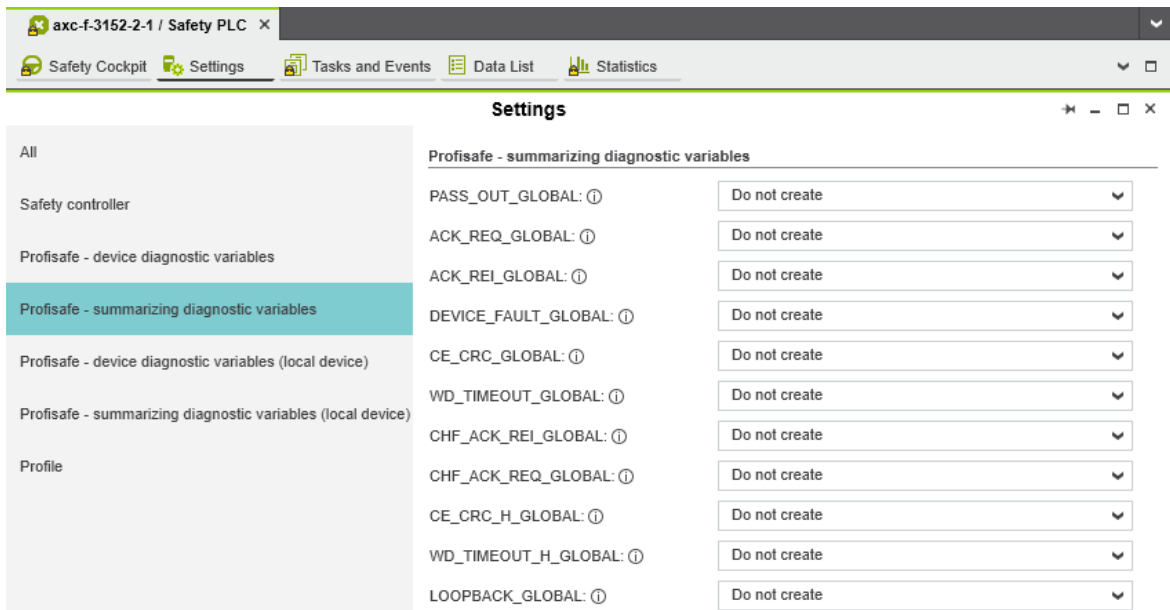 axc-f-3152-2-1 / Safety PLC
Safety Cockpit Settings Tasks and Events Data List Statistics
Settings
All
Safety controller
Profisafe - device diagnostic variables
Profisafe - summarizing diagnostic variables
Profisafe - device diagnostic variables (local device)
Profisafe - summarizing diagnostic variables (local device)
Profile
Profisafe - summarizing diagnostic variables
PASS_OUT_GLOBAL: Do not create
ACK_REQ_GLOBAL: Do not create
ACK_REI_GLOBAL: Do not create
DEVICE_FAULT_GLOBAL: Do not create
CE_CRC_GLOBAL: Do not create
WD_TIMEOUT_GLOBAL: Do not create
CHF_ACK_REI_GLOBAL: Do not create
CHF_ACK_REQ_GLOBAL: Do not create
CE_CRC_H_GLOBAL: Do not create
WD_TIMEOUT_H_GLOBAL: Do not create
LOOPBACK_GLOBAL: Do not create